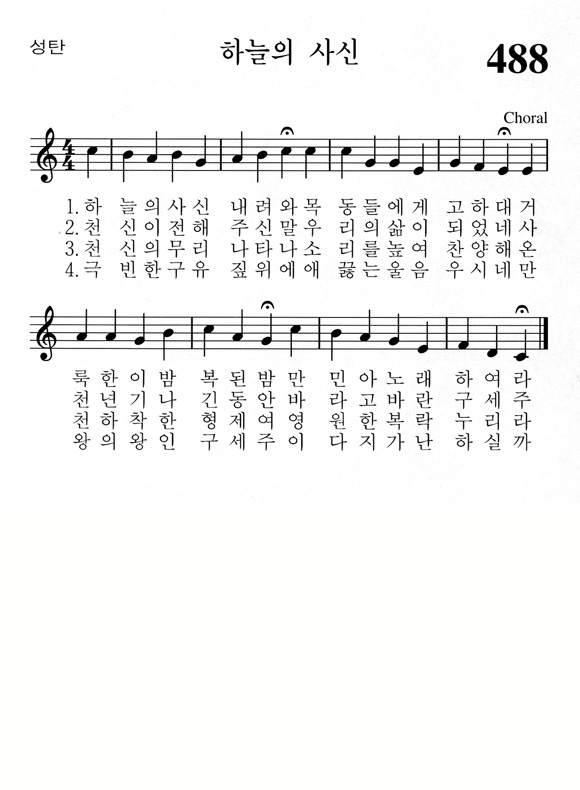 성탄
하늘의 사신
488
Choral
1. 하 늘의사신 내려와목 동들에게 고하대거
2. 천 신이전해 주신말우 리의삶이 되었네사
3. 천 신의무리 나타나소 리를높여 찬양해온
4. 극 빈한구유 짚위에애 끓는울음 우시네만
룩한이밤 복된밤만 민아노래 하여라
천년기나 긴동안바 라고바란 구세주
천하착한 형제여영 원한복락 누리라
왕의왕인 구세주이 다지가난 하실까